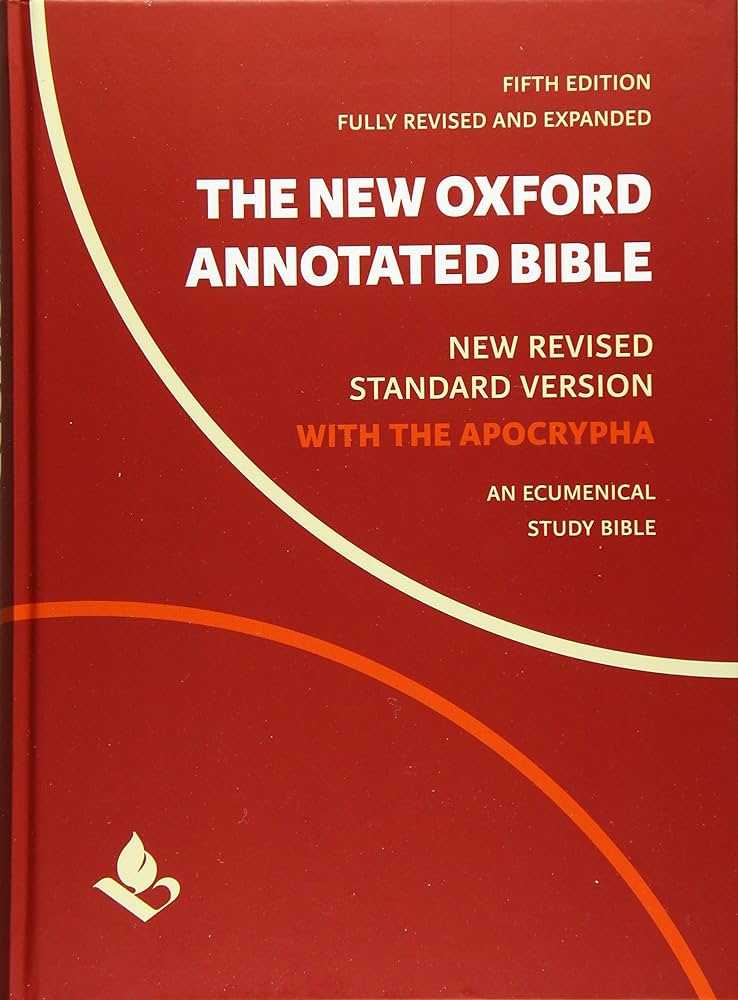 FIFTH EDITION
FULLY REVISED AND EXPANDED
THE NEW OXFORD
ANNOTATED BIBLE
NEW REVISED
STANDARD VERSION
WITH THE APOCRYPHA
AN ECUMENICAL
STUDY BIBLE